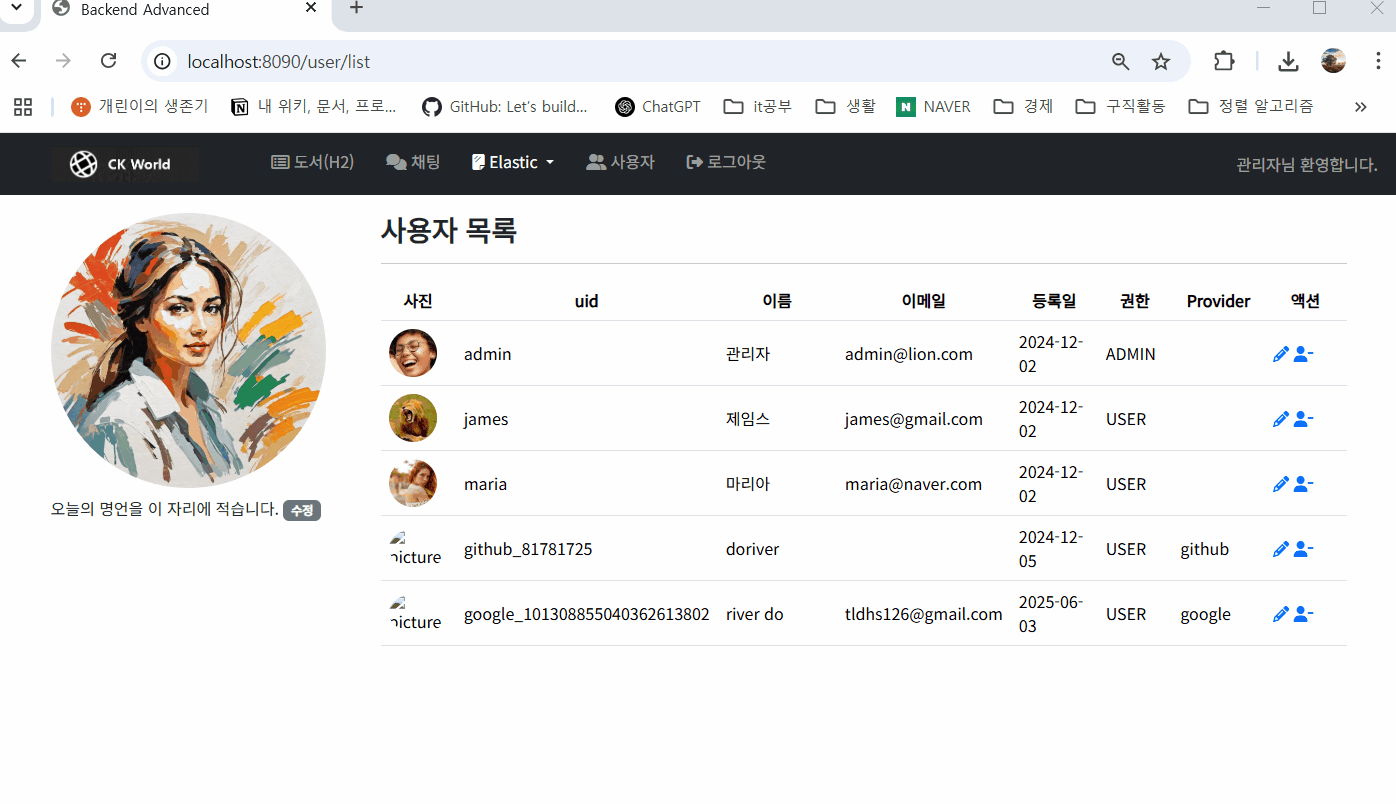 Backend Advanced
localhost:8090/user/list
개린이의 생존기 내 위키, 문서, 프로... GitHub: Let's build... ChatGPT it공부 생활 NAVER 경제 구직활동 정렬 알고리즘
CK World 도서(H2) 채팅 Elastic 사용자 로그아웃 관리자님 환영합니다.
사용자 목록
사진 uid 이름 이메일 등록일 권한 Provider 액션
admin 관리자 admin@lion.com 2024-12-02 ADMIN
james 제임스 james@gmail.com 2024-12-02 USER
maria 마리아 maria@naver.com 2024-12-02 USER
오늘의 명언을 이 자리에 적습니다. 수정
picture github_81781725 doriver 2024-12-05 USER github
picture google_101308855040362613802 river do tldhs126@gmail.com 2025-06-03 USER google